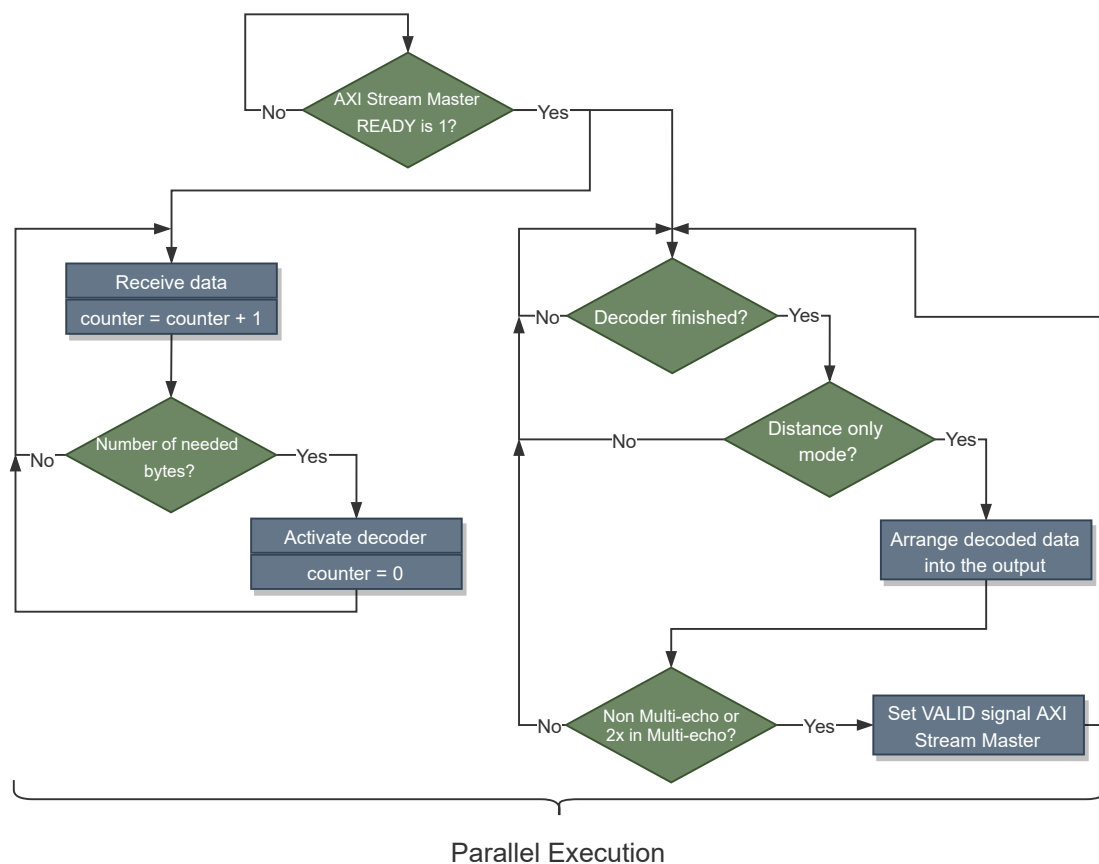 AXI Stream Master
READY is 1?
No
Yes
Receive data
counter = counter + 1
Number of needed
bytes?
No
Yes
Activate decoder
counter = 0
Decoder finished?
No
Yes
Distance only
mode?
No
Yes
Arrange decoded data
into the output
Non Multi-echo or
2x in Multi-echo?
No
Yes
Set VALID signal AXI
Stream Master
Parallel Execution